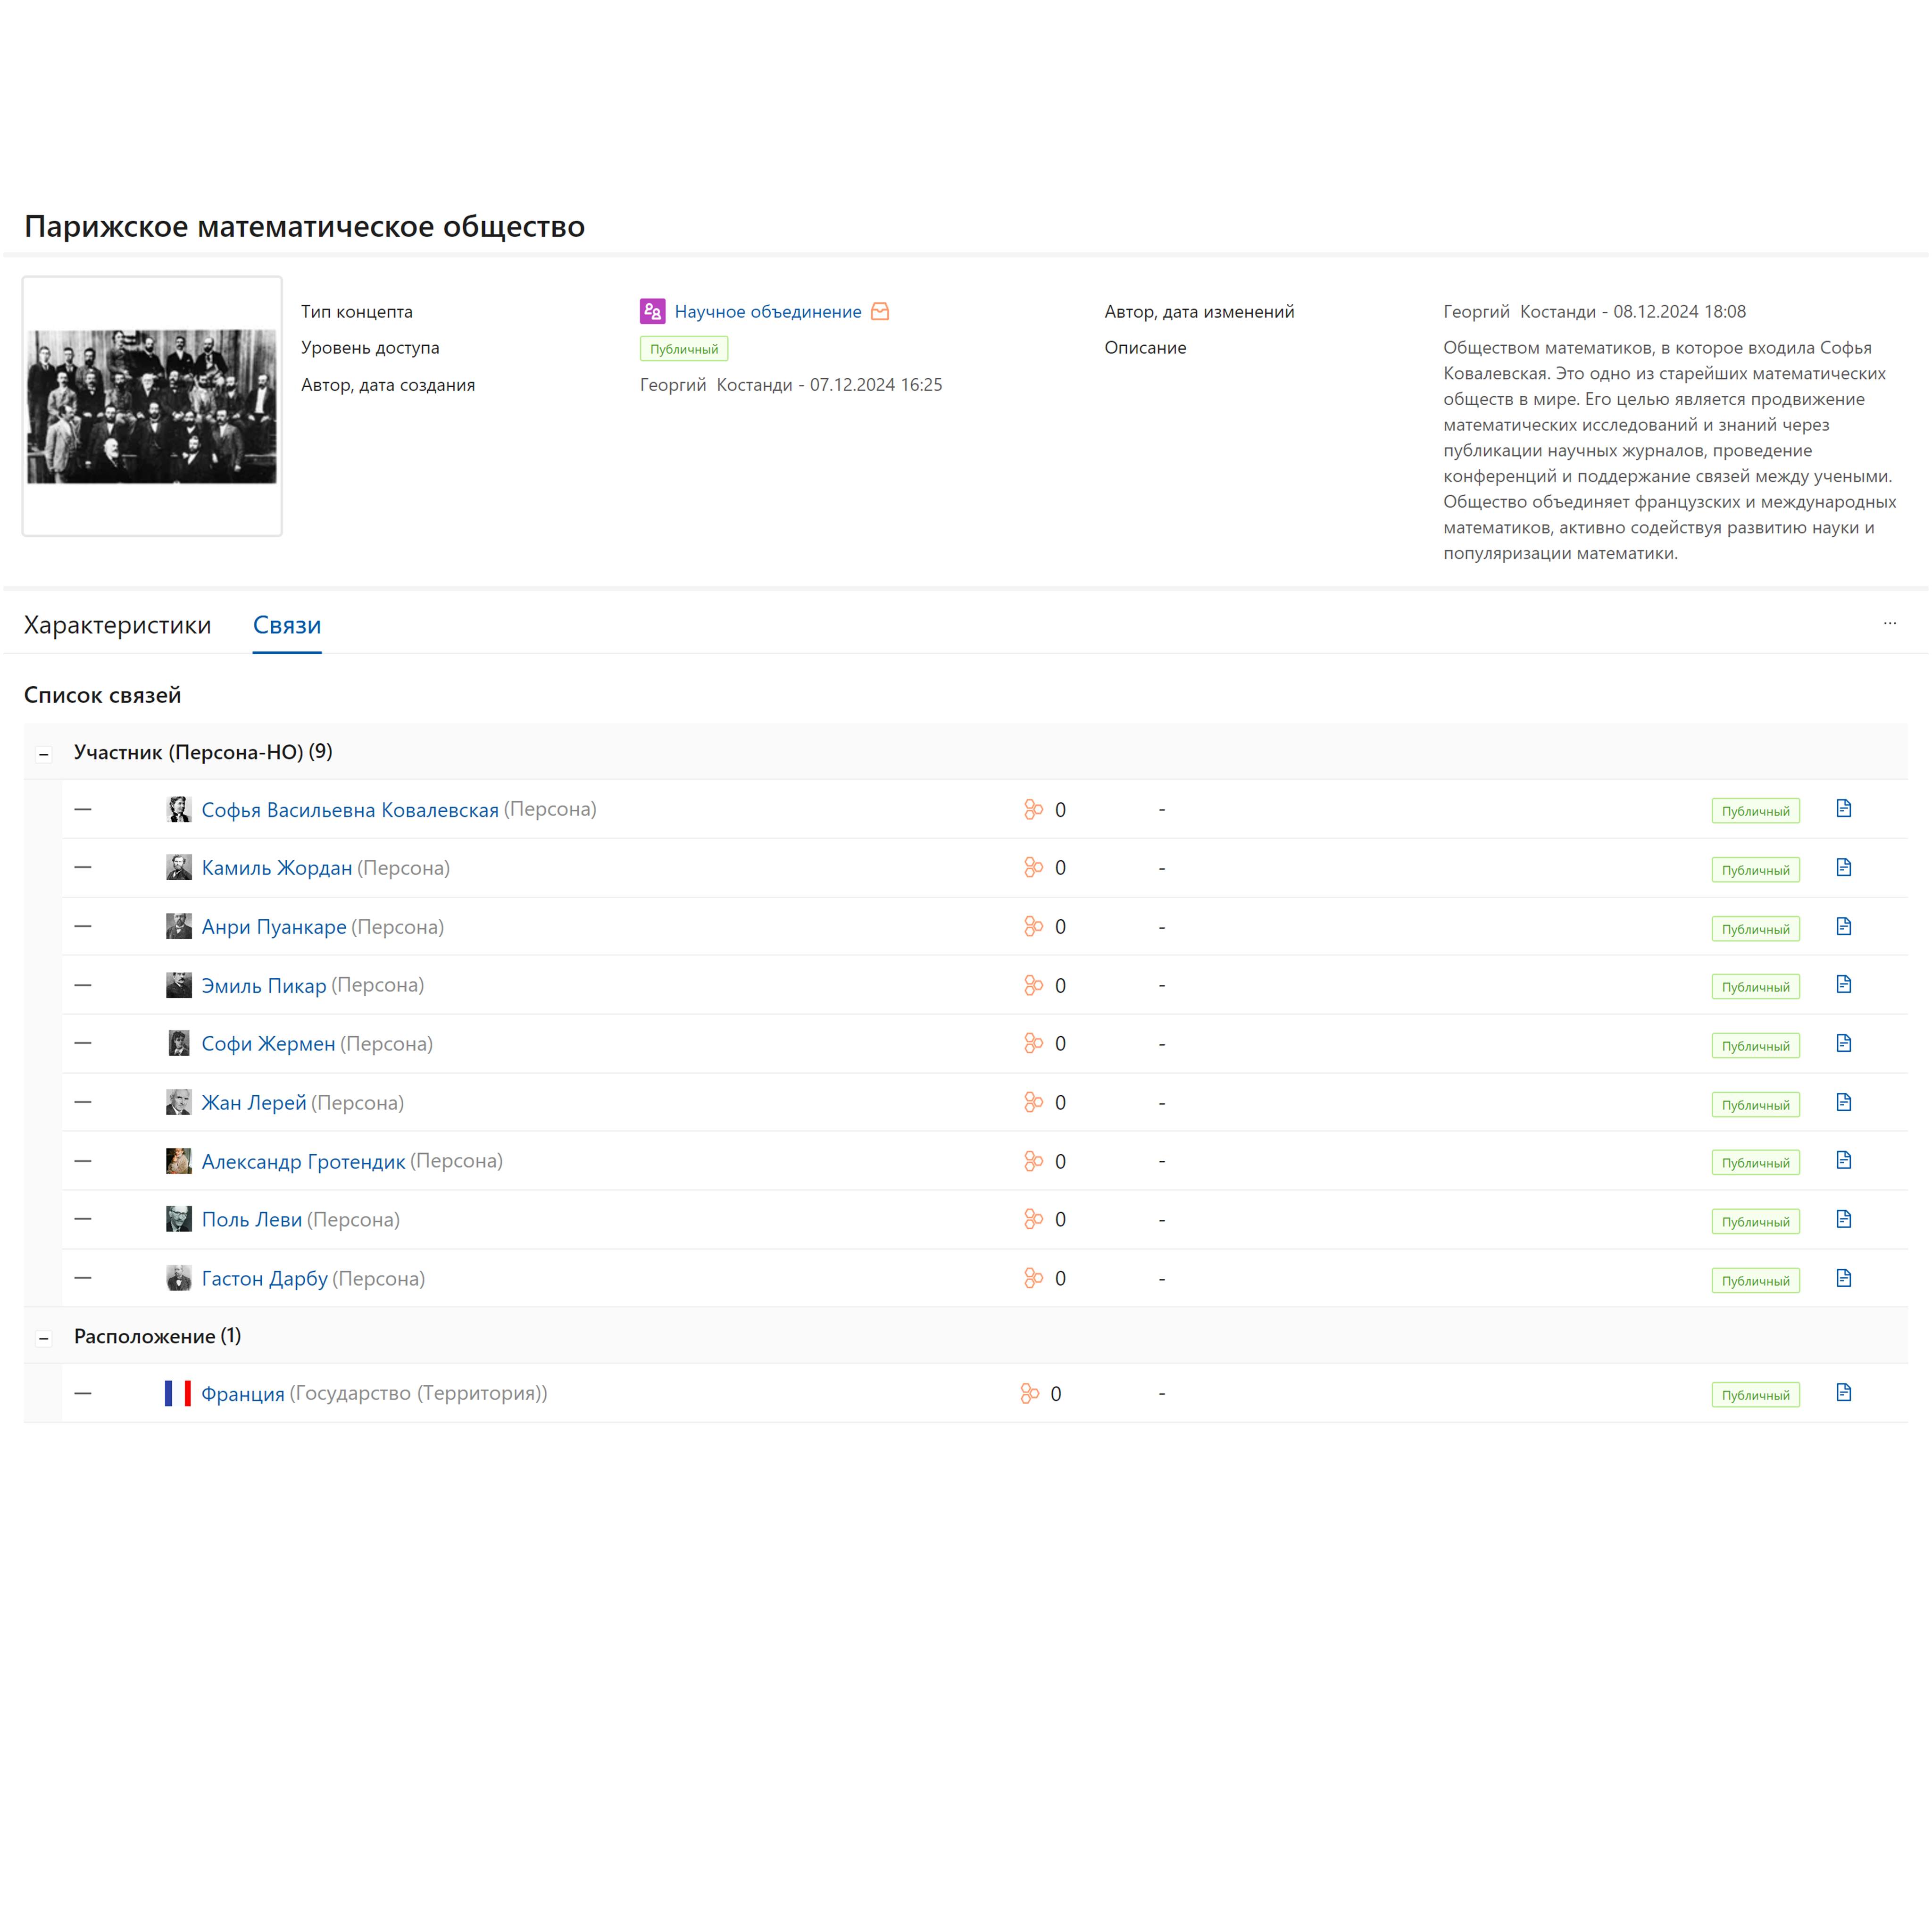 Парижское математическое общество
Тип концепта
Научное объединение
Уровень доступа
Публичный
Автор, дата создания
Георгий Костанди - 07.12.2024 16:25
Автор, дата изменений
Георгий Костанди - 08.12.2024 18:08
Описание
Обществом математиков, в которое входила Софья
Ковалевская. Это одно из старейших математических
обществ в мире. Его целью является продвижение
математических исследований и знаний через
публикации научных журналов, проведение
конференций и поддержание связей между учеными.
Общество объединяет французских и международных
математиков, активно содействуя развитию науки и
популяризации математики.
Характеристики Связи ...
Список связей
Участник (Персона-НО) (9)
Софья Васильевна Ковалевская (Персона) 0 - Публичный
Камиль Жордан (Персона) 0 - Публичный
Анри Пуанкаре (Персона) 0 - Публичный
Эмиль Пикар (Персона) 0 - Публичный
Софи Жермен (Персона) 0 - Публичный
Жан Лерей (Персона) 0 - Публичный
Александр Гротендик (Персона) 0 - Публичный
Поль Леви (Персона) 0 - Публичный
Гастон Дарбу (Персона) 0 - Публичный
Расположение (1)
Франция (Государство (Территория)) 0 - Публичный